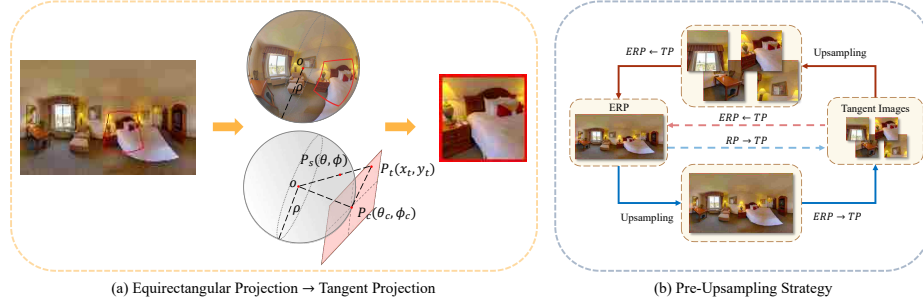 o
ρ
P_s(θ, ϕ)
o
ρ
P_t(x_t, y_t)
P_c(θ_c, ϕ_c)
(a) Equirectangular Projection → Tangent Projection
ERP ← TP
Upsampling
ERP
Tangent Images
ERP ← TP
RP → TP
Upsampling
ERP → TP
(b) Pre-Upsampling Strategy